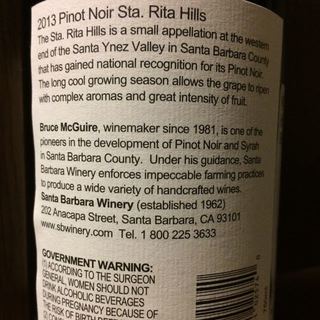 2013 Pinot Noir Sta. Rita Hills
The Sta. Rita Hills is a small appellation at the western
end of the Santa Ynez Valley in Santa Barbara County
that has gained national recognition for its Pinot Noir.
The long cool growing season allows the grape to ripen
with complex aromas and great intensity of fruit.
Bruce McGuire, winemaker since 1981, is one of the
pioneers in the development of Pinot Noir and Syrah
in Santa Barbara County. Under his guidance, Santa
Barbara Winery enforces impeccable farming practices
to produce a wide variety of handcrafted wines.
Santa Barbara Winery (established 1962)
202 Anacapa Street, Santa Barbara, CA 93101
www.sbwinery.com Tel. 1 800 225 3633
GOVERNMENT WARNING:
(1) ACCORDING TO THE SURGEON
GENERAL, WOMEN SHOULD NOT
DRINK ALCOHOLIC BEVERAGES
DURING PREGNANCY BECAUSE OF
THE RISK OF BIRTH